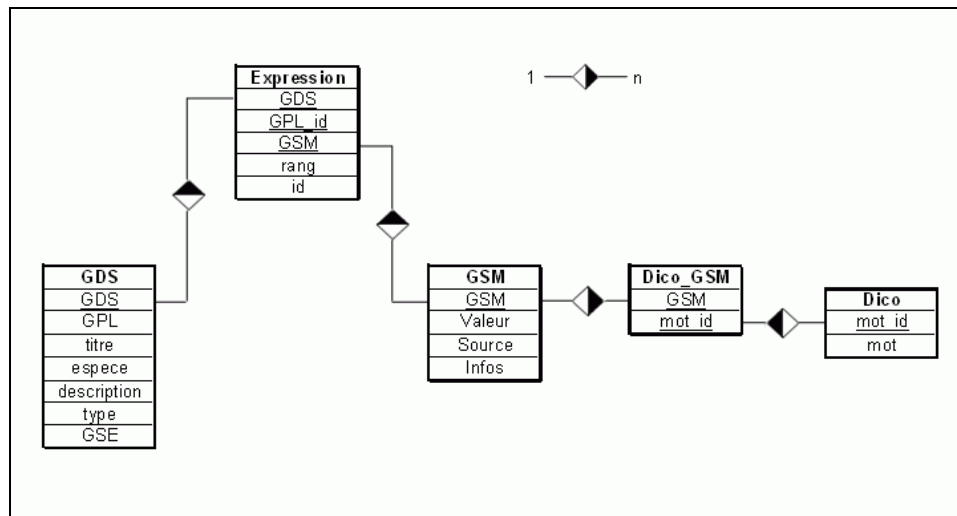 Expression
GDS
GPL_id
GSM
rang
id
1
n
GDS
GDS
GPL
titre
espece
description
type
GSE
GSM
GSM
Valeur
Source
Infos
Dico_GSM
GSM
mot_id
Dico
mot_id
mot